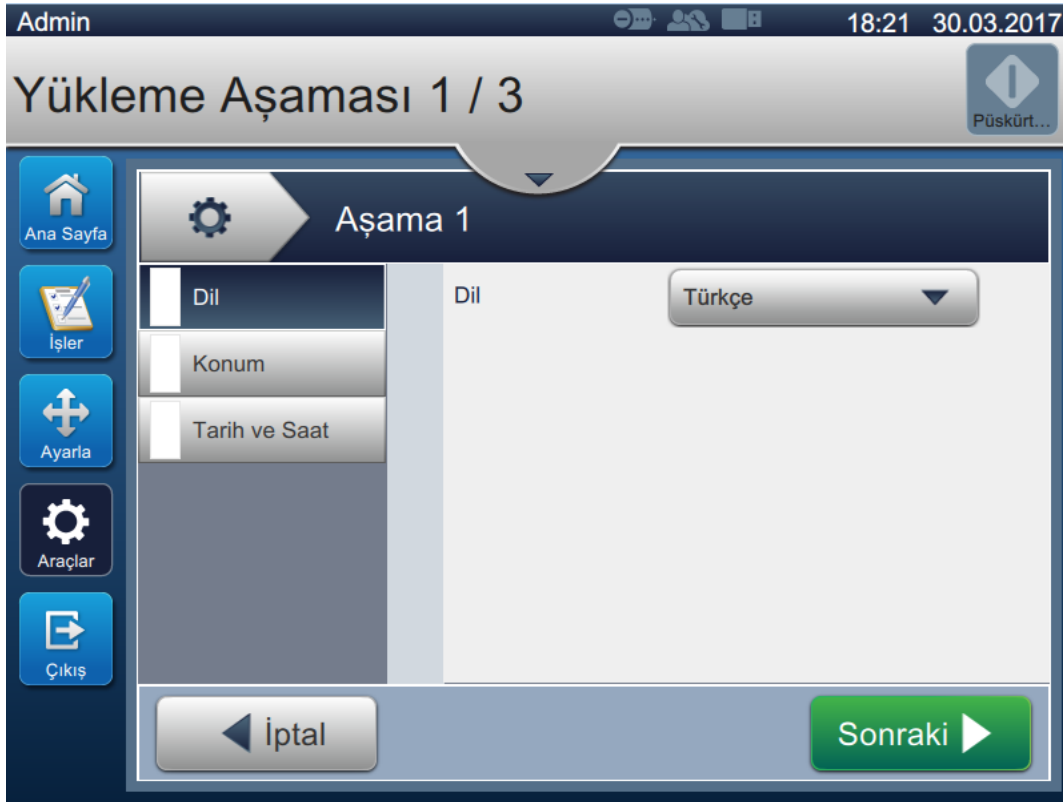 Admin 18:21 30.03.2017
Yükleme Aşaması 1 / 3
Püskürt...
Ana Sayfa
İşler
Ayarla
Araçlar
Çıkış
Aşama 1
Dil
Konum
Tarih ve Saat
Dil Türkçe
İptal
Sonraki